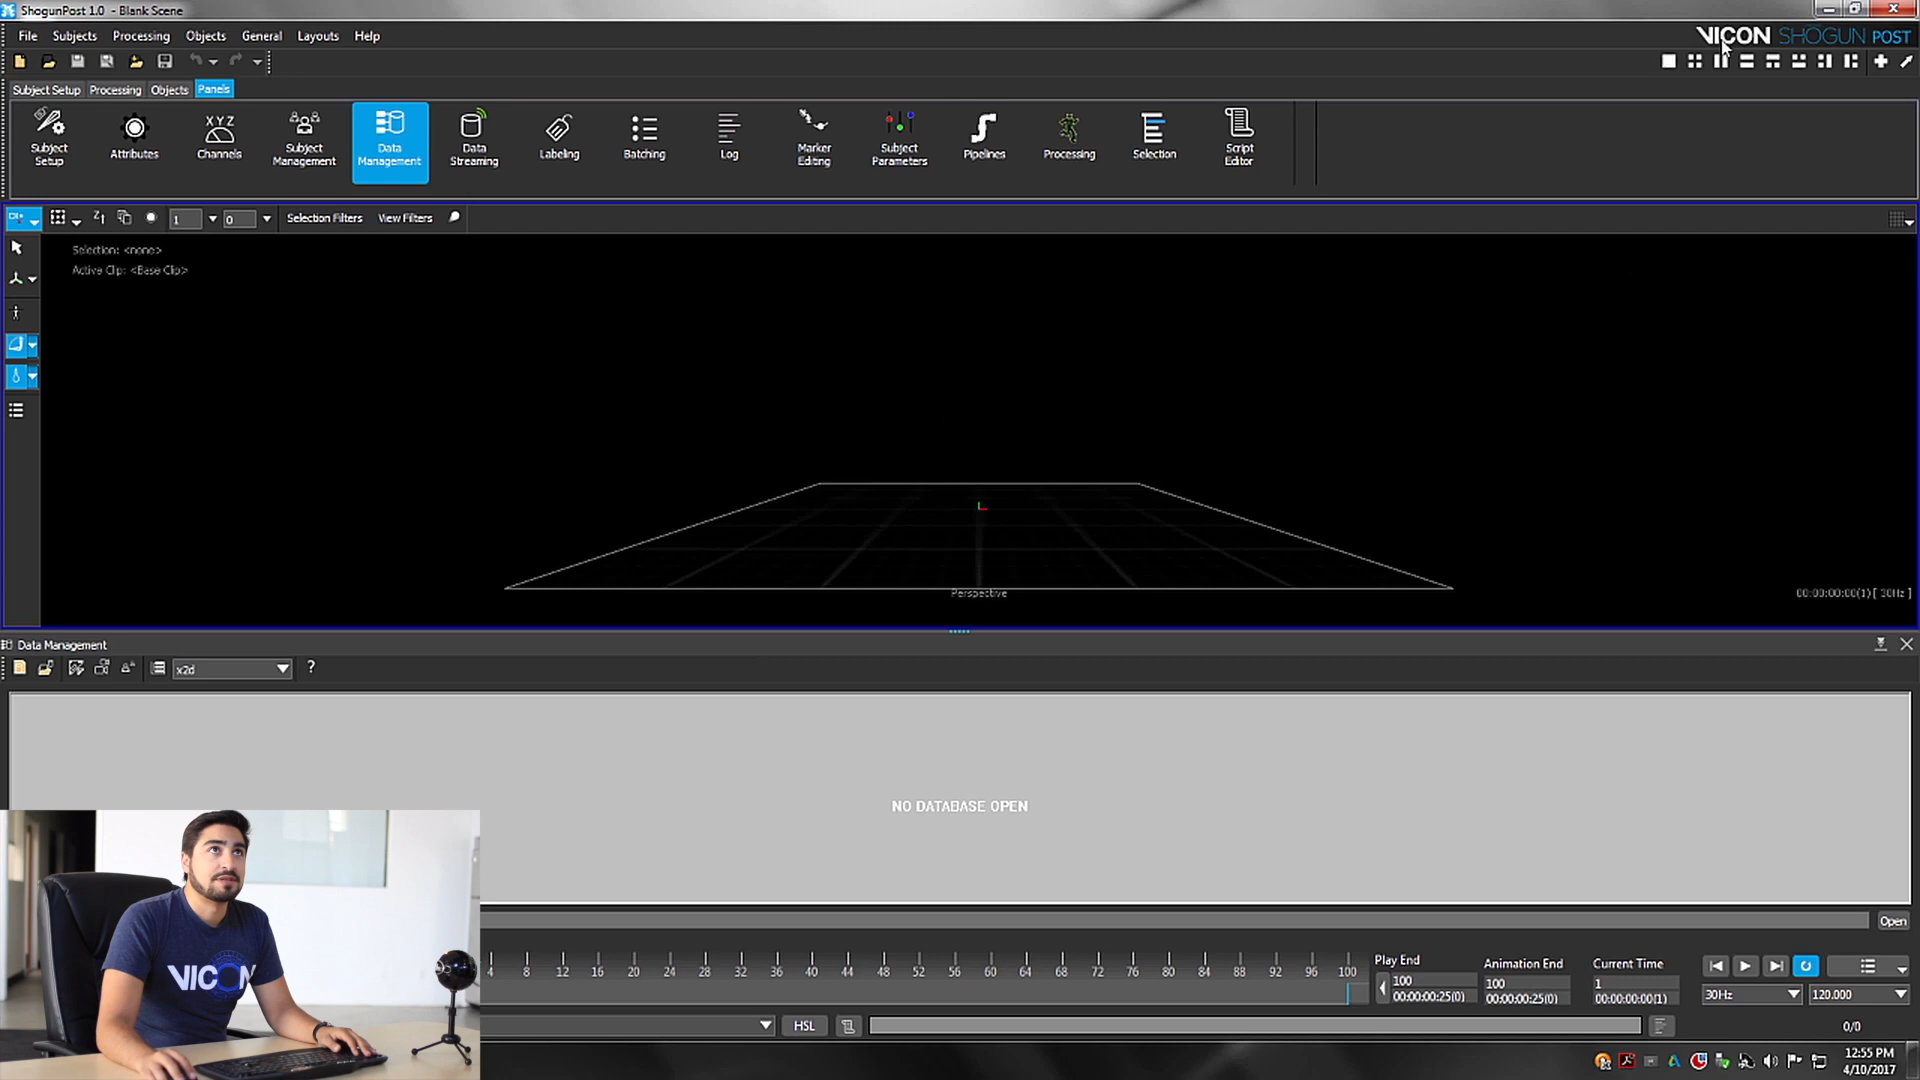 ShogunPost 1.0 - Blank Scene
File Subjects Processing Objects General Layouts Help
VICON SHOGUN POST
Subject Setup Processing Objects Panels
Subject Setup
Attributes
XYZ
Channels
Subject Management
Data Management
Data Streaming
Labeling
Batching
Log
Marker Editing
Subject Parameters
Pipelines
Processing
Selection
Script Editor
1 0 Selection Filters View Filters
Selection: <none>
Active Clip: <Base Clip>
Perspective
00:00:00:00(1) [ 30Hz ]
Data Management
x2d ?
NO DATABASE OPEN
Open
4 8 12 16 20 24 28 32 36 40 44 48 52 56 60 64 68 72 76 80 84 88 92 96 100
Play End
100
00:00:00:25(0)
Animation End
100
00:00:00:25(0)
Current Time
1
00:00:00:00(1)
30Hz 120.000
HSL
0/0
VICON
12:55 PM
4/10/2017